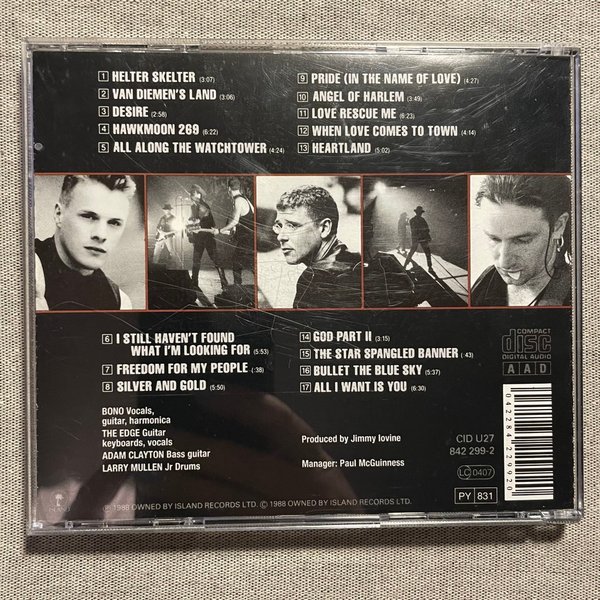 1 HELTER SKELTER (3:07)
2 VAN DIEMEN'S LAND (3:06)
3 DESIRE (2:58)
4 HAWKMOON 269 (6:22)
5 ALL ALONG THE WATCHTOWER (4:24)
9 PRIDE (IN THE NAME OF LOVE) (4:27)
10 ANGEL OF HARLEM (3:49)
11 LOVE RESCUE ME (6:23)
12 WHEN LOVE COMES TO TOWN (4:14)
13 HEARTLAND (5:02)
6 I STILL HAVEN'T FOUND
WHAT I'M LOOKING FOR (5:53)
7 FREEDOM FOR MY PEOPLE (:38)
8 SILVER AND GOLD (5:50)
14 GOD PART II (3:15)
15 THE STAR SPANGLED BANNER (:43)
16 BULLET THE BLUE SKY (5:37)
17 ALL I WANT IS YOU (6:30)
COMPACT
disc
DIGITAL AUDIO
AAD
BONO Vocals,
guitar, harmonica
THE EDGE Guitar
keyboards, vocals
ADAM CLAYTON Bass guitar
LARRY MULLEN Jr Drums
Produced by Jimmy Iovine
Manager: Paul McGuinness
CID U27
842 299-2
LC 0407
PY 831
0 042284 229920
ISLAND
℗ 1988 OWNED BY ISLAND RECORDS LTD. © 1988 OWNED BY ISLAND RECORDS LTD.